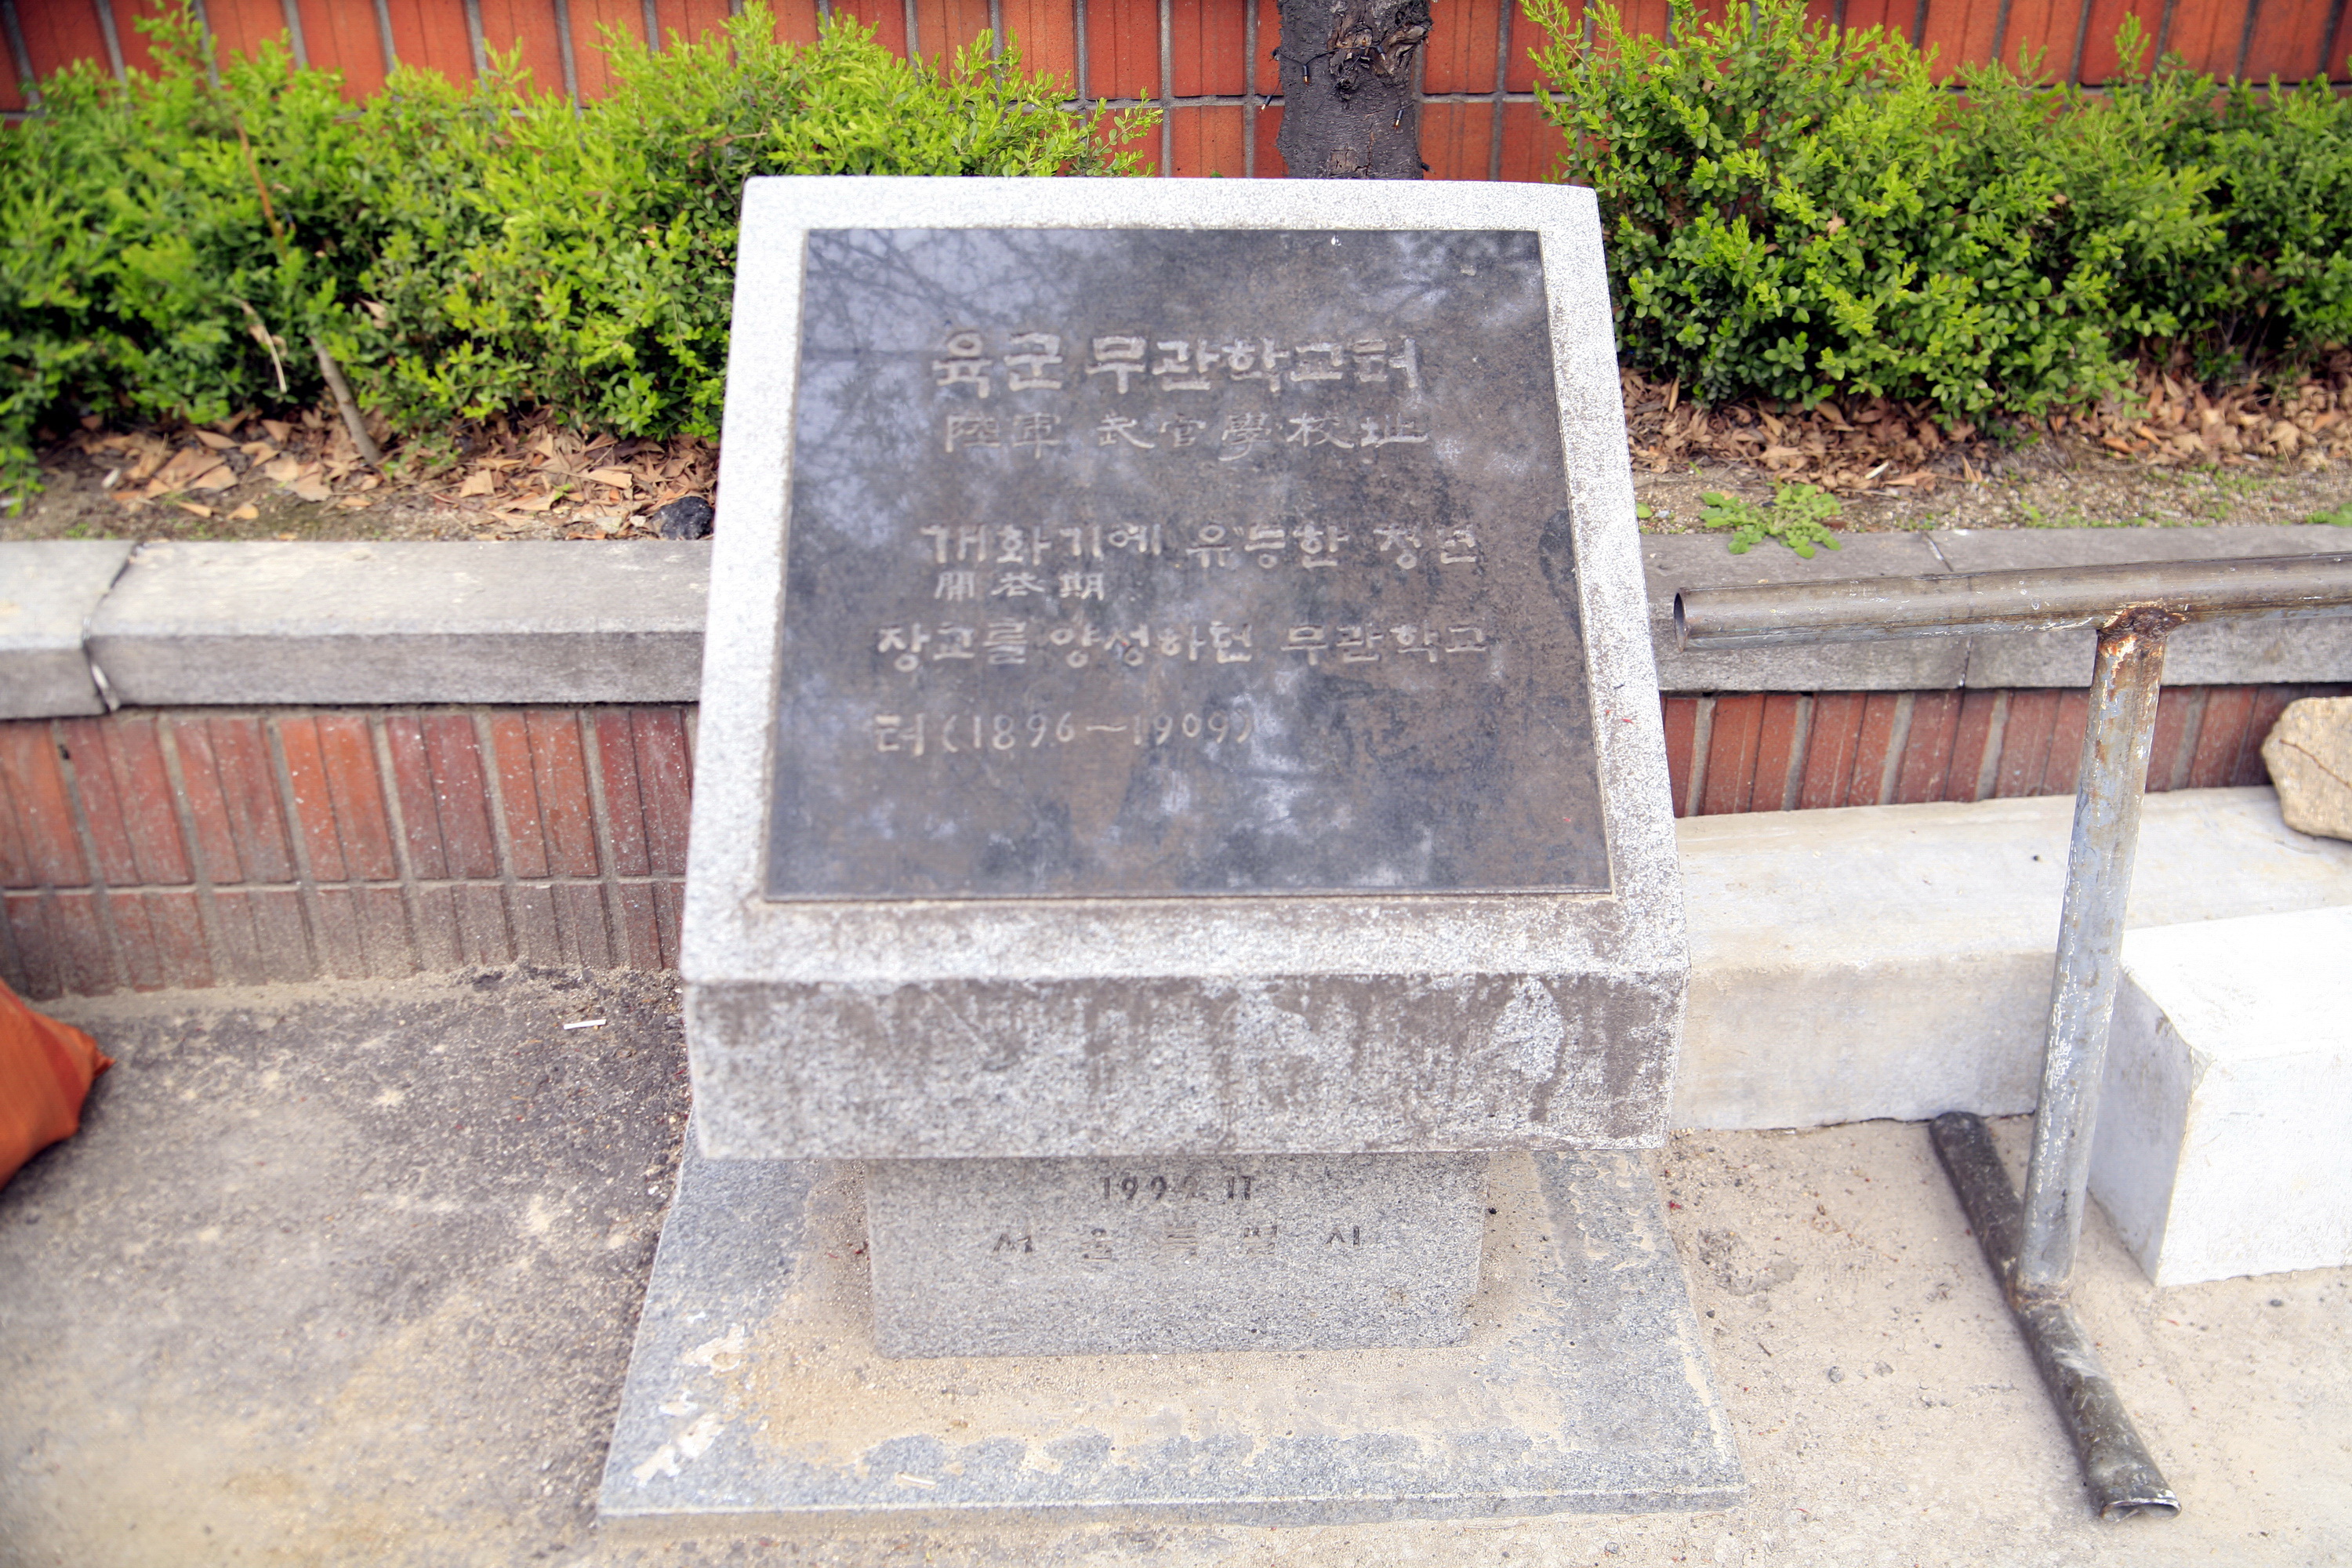 육군 무관학교터
陸軍 武官學校址
개화기에 유능한 청년
開花期
장교를 양성하던 무관학교
터(1896~1909)
11
서울특별시